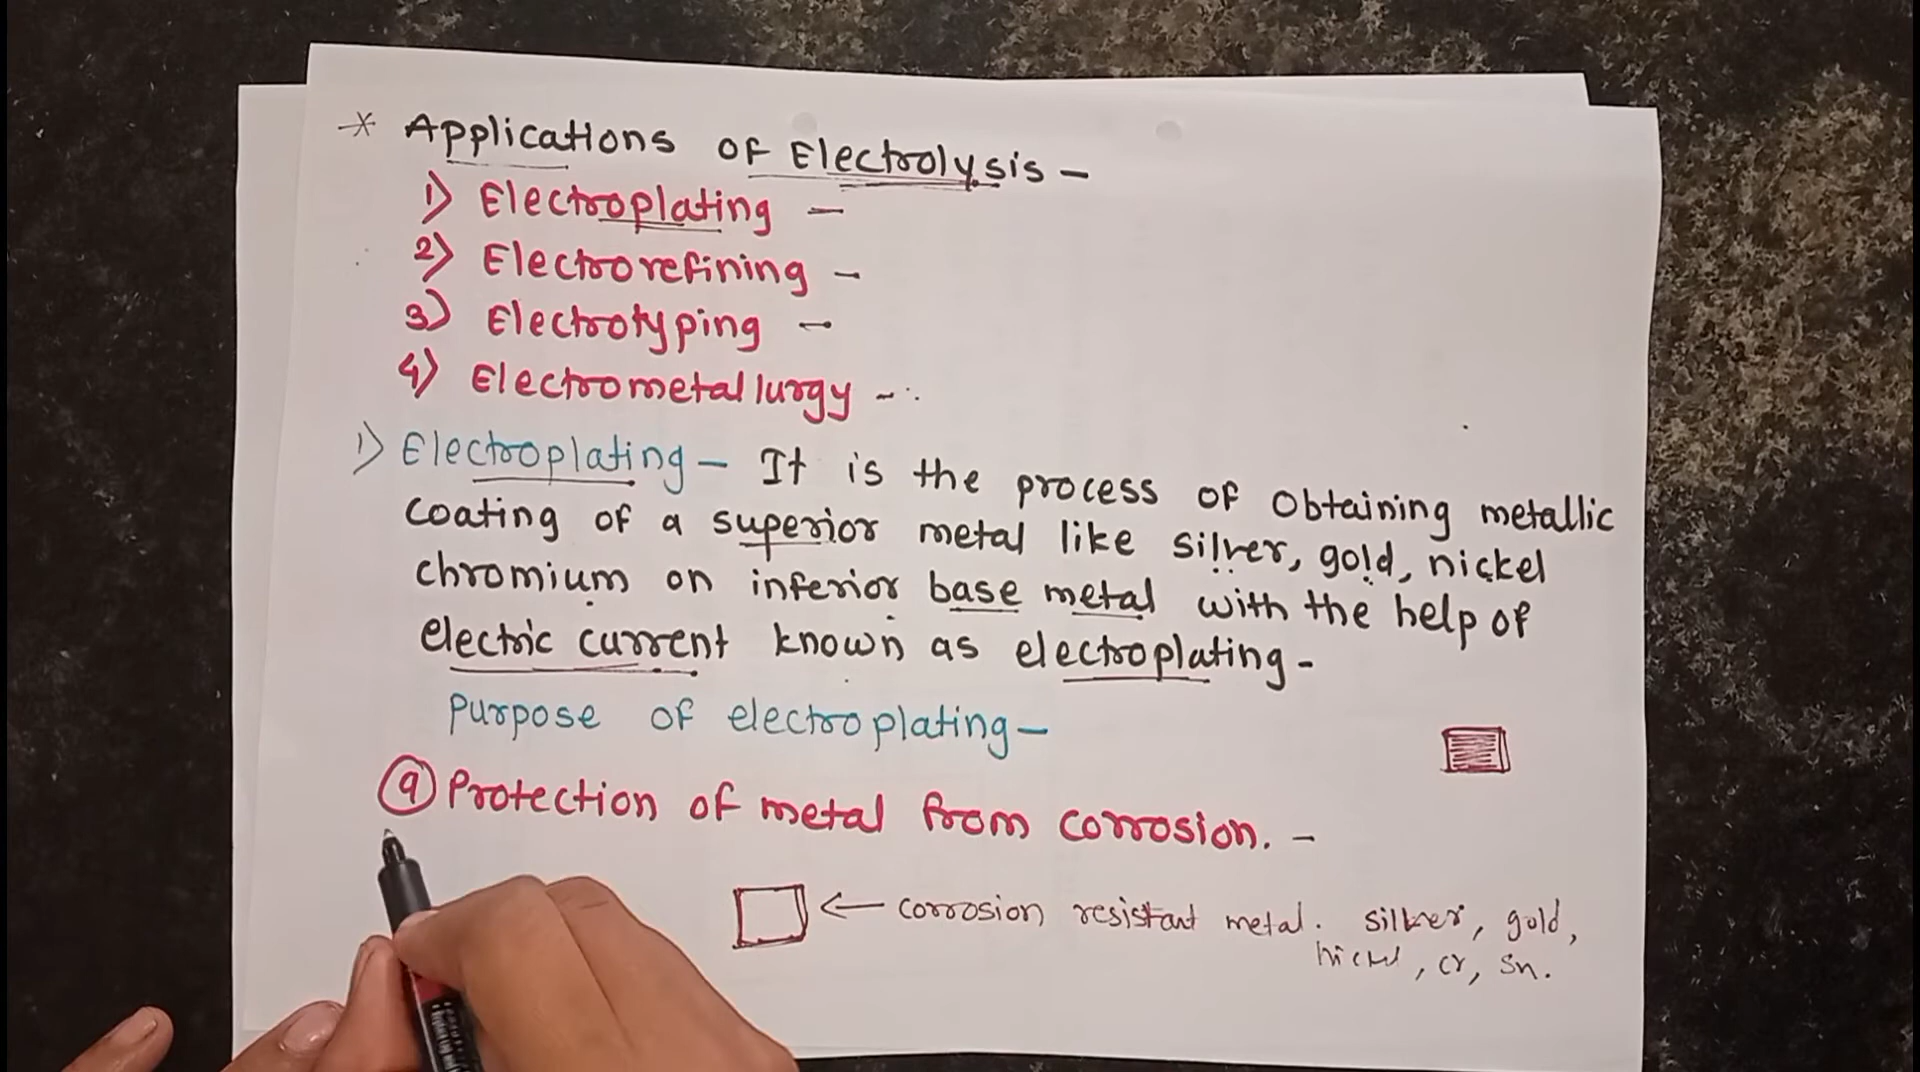 * Applications of Electrolysis -
1) Electroplating -
2) Electrorefining -
3) Electrotyping -
4) Electrometallurgy -
1) Electroplating - It is the process of obtaining metallic
coating of a superior metal like silver, gold, nickel
chromium on inferior base metal with the help of
electric current known as electroplating -
Purpose of electroplating -
a Protection of metal from corrosion. -
← corrosion resistant metal. silver, gold,
nickel, cr, sn.